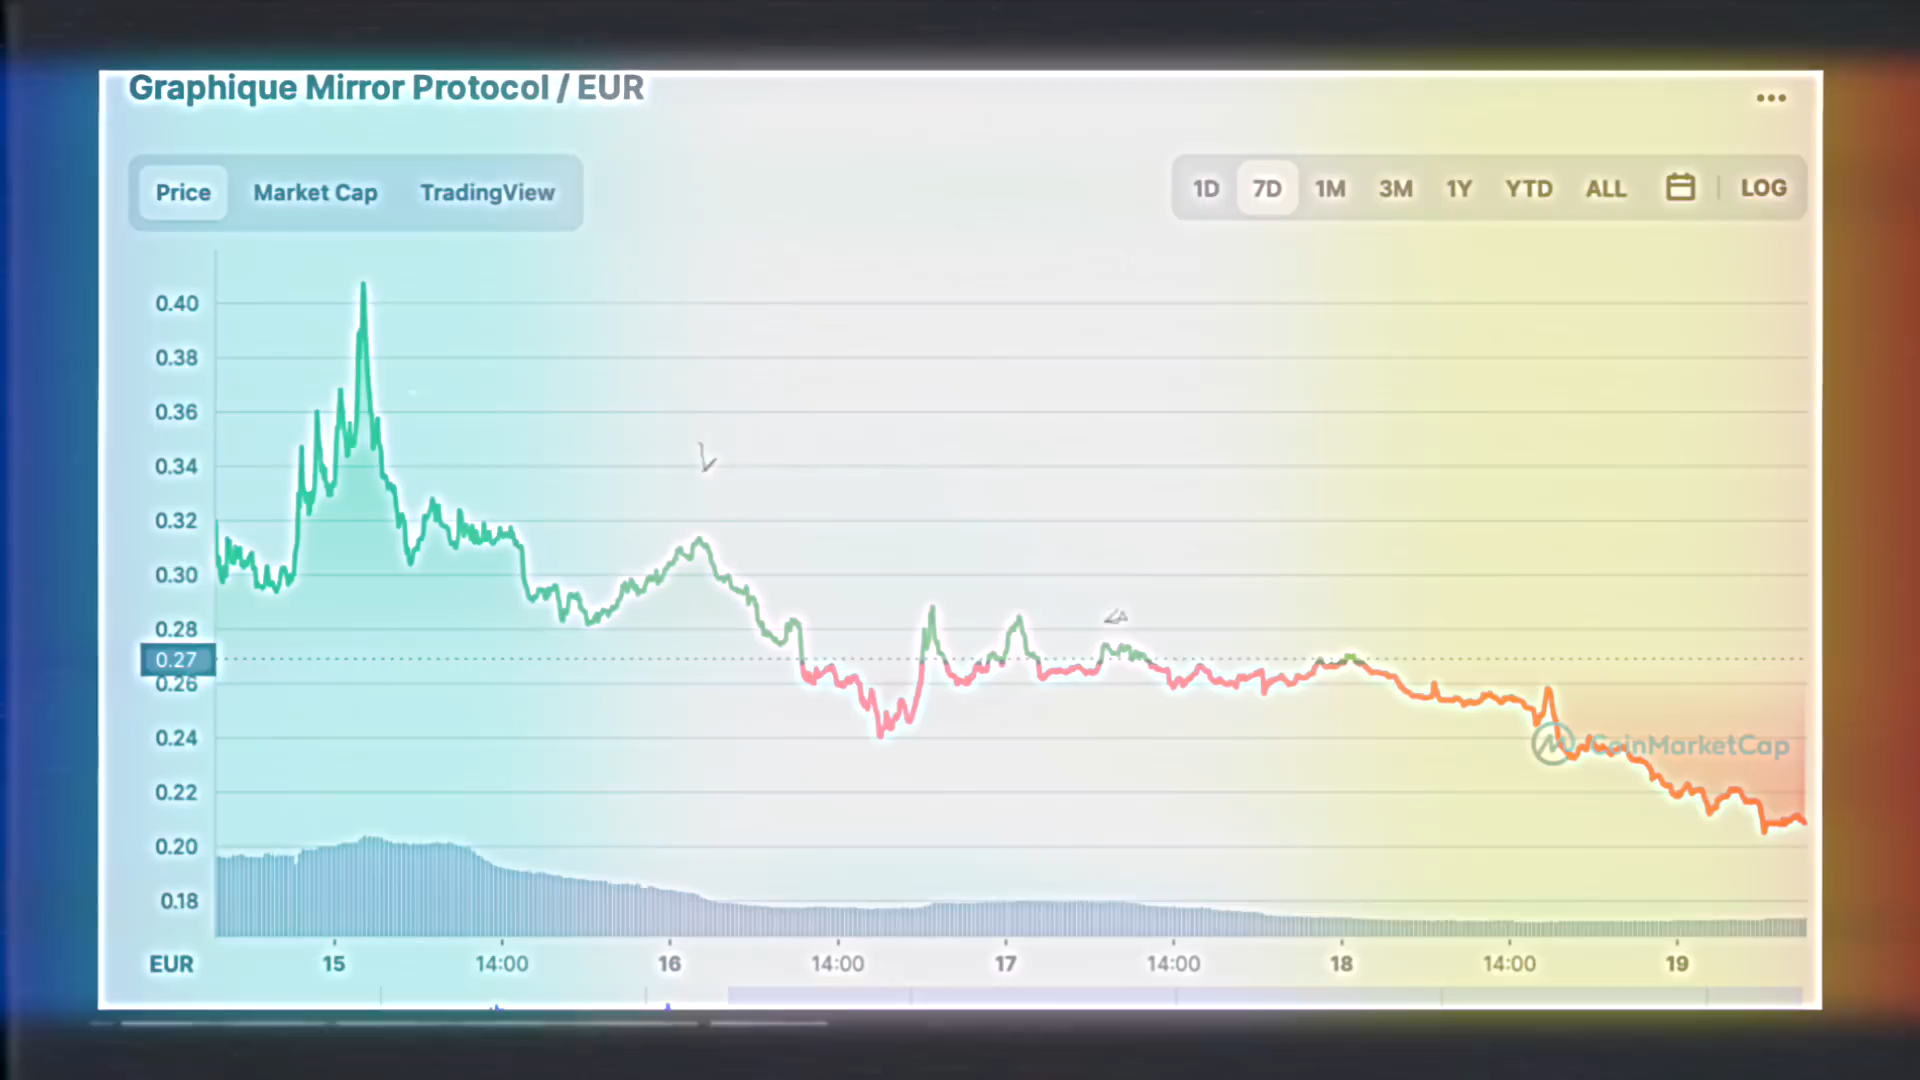 Graphique Mirror Protocol / EUR
Price Market Cap TradingView
1D 7D 1M 3M 1Y YTD ALL LOG
0.40
0.38
0.36
0.34
0.32
0.30
0.28
0.27
0.26
0.24
CoinMarketCap
0.22
0.20
0.18
EUR 15 14:00 16 14:00 17 14:00 18 14:00 19